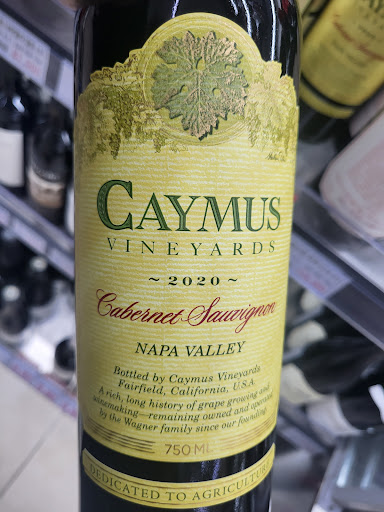 CAYMUS
VINEYARDS
~ 2020 ~
Cabernet Sauvignon
NAPA VALLEY
Bottled by Caymus Vineyards
Fairfield, California, U.S.A.
A rich, long history of grape growing and
winemaking—remaining owned and operated
by the Wagner family since our founding.
750 ML
DEDICATED TO AGRICULTURE